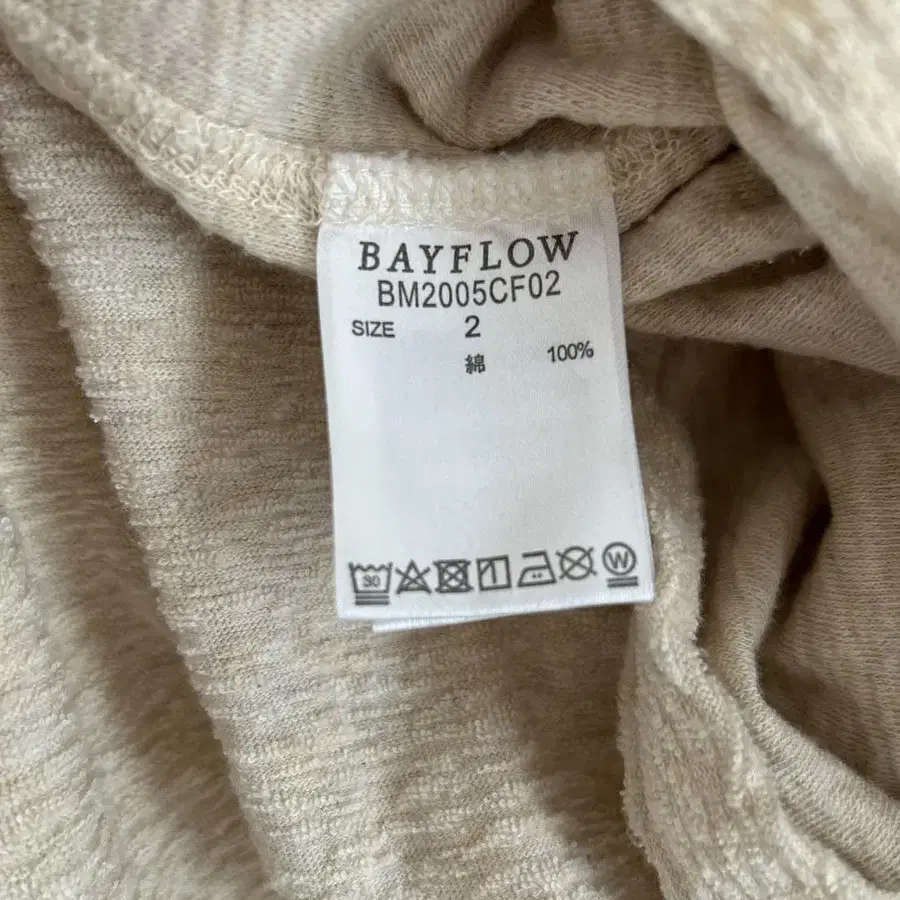 BAYFLOW
BM2005CF02
SIZE 2
綿 100%
30
W